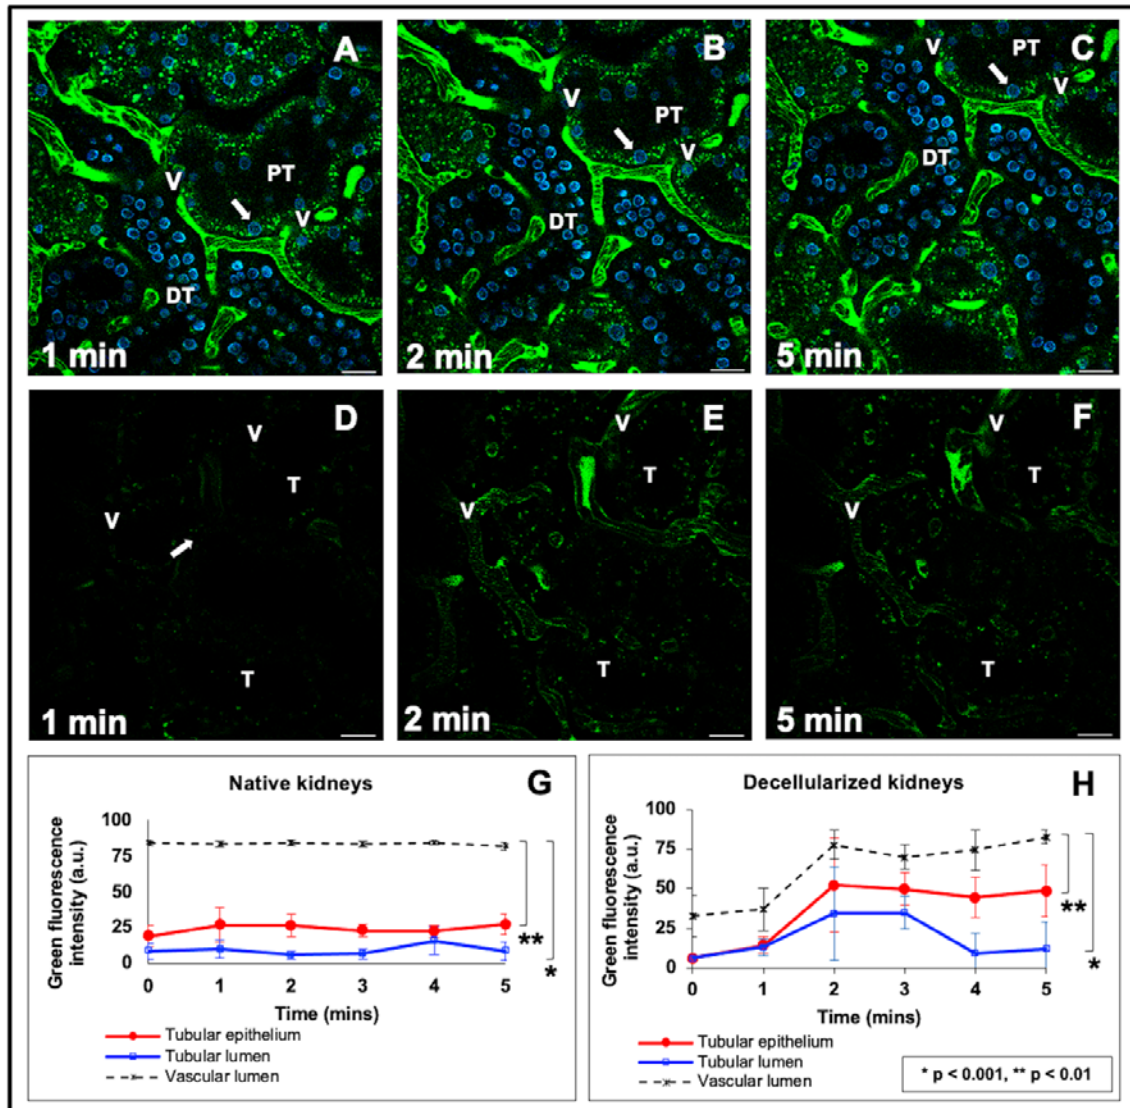 A
V
PT
V
DT
1 min
B
V
PT
V
DT
2 min
C
V
PT
V
DT
5 min
D
V
T
V
T
1 min
E
V
T
V
T
2 min
F
V
T
V
T
5 min
Native kidneys
G
Green fluorescence
intensity (a.u.)
100
75
50
25
0
0 1 2 3 4 5
Time (mins)
**
*
Tubular epithelium
Tubular lumen
Vascular lumen
Decellularized kidneys
H
Green fluorescence
intensity (a.u.)
100
75
50
25
0
0 1 2 3 4 5
Time (mins)
**
*
Tubular epithelium
Tubular lumen
Vascular lumen
* p < 0.001, ** p < 0.01